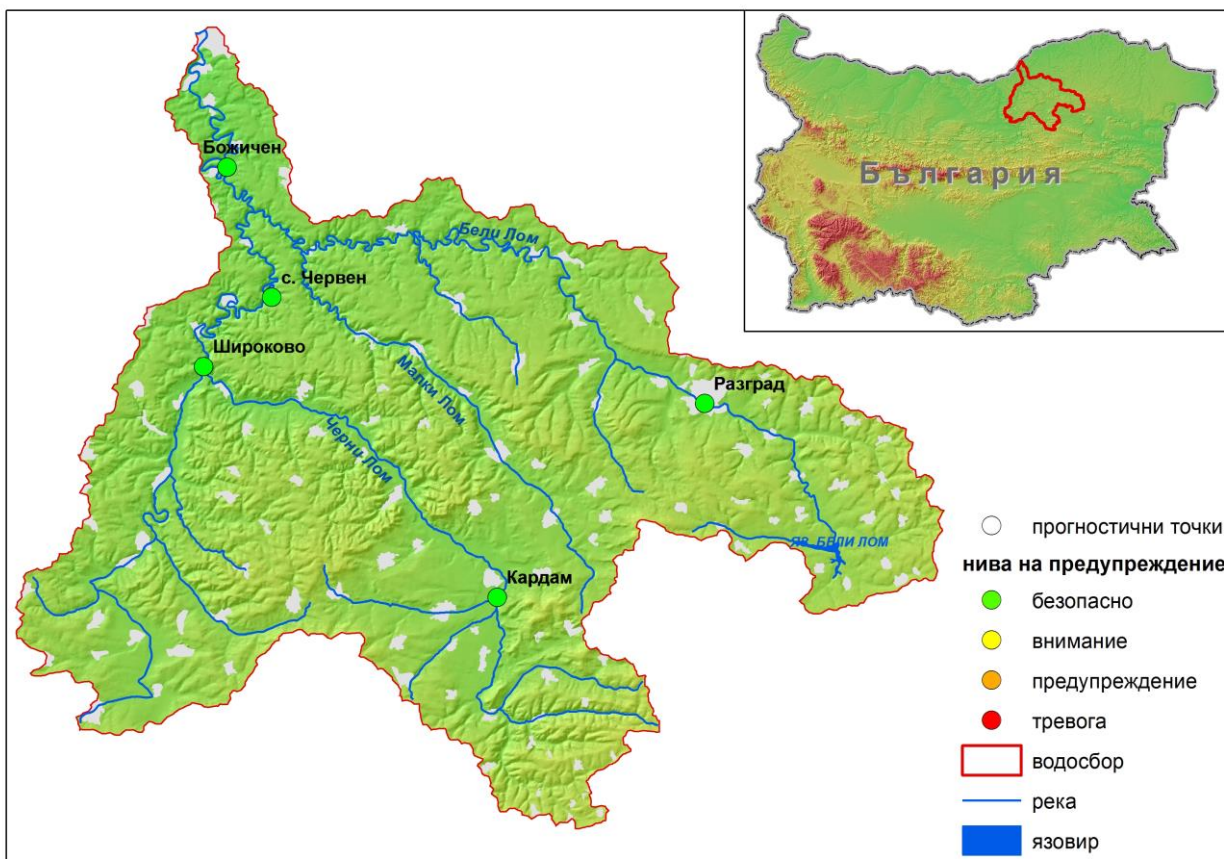 България
Божичен
Бели Лом
с. Червен
Широково
Малки Лом
Разград
Черни Лом
яз. БЕЛИ ЛОМ
Кардам
прогностични точки
нива на предупреждение
безопасно
внимание
предупреждение
тревога
водосбор
река
язовир